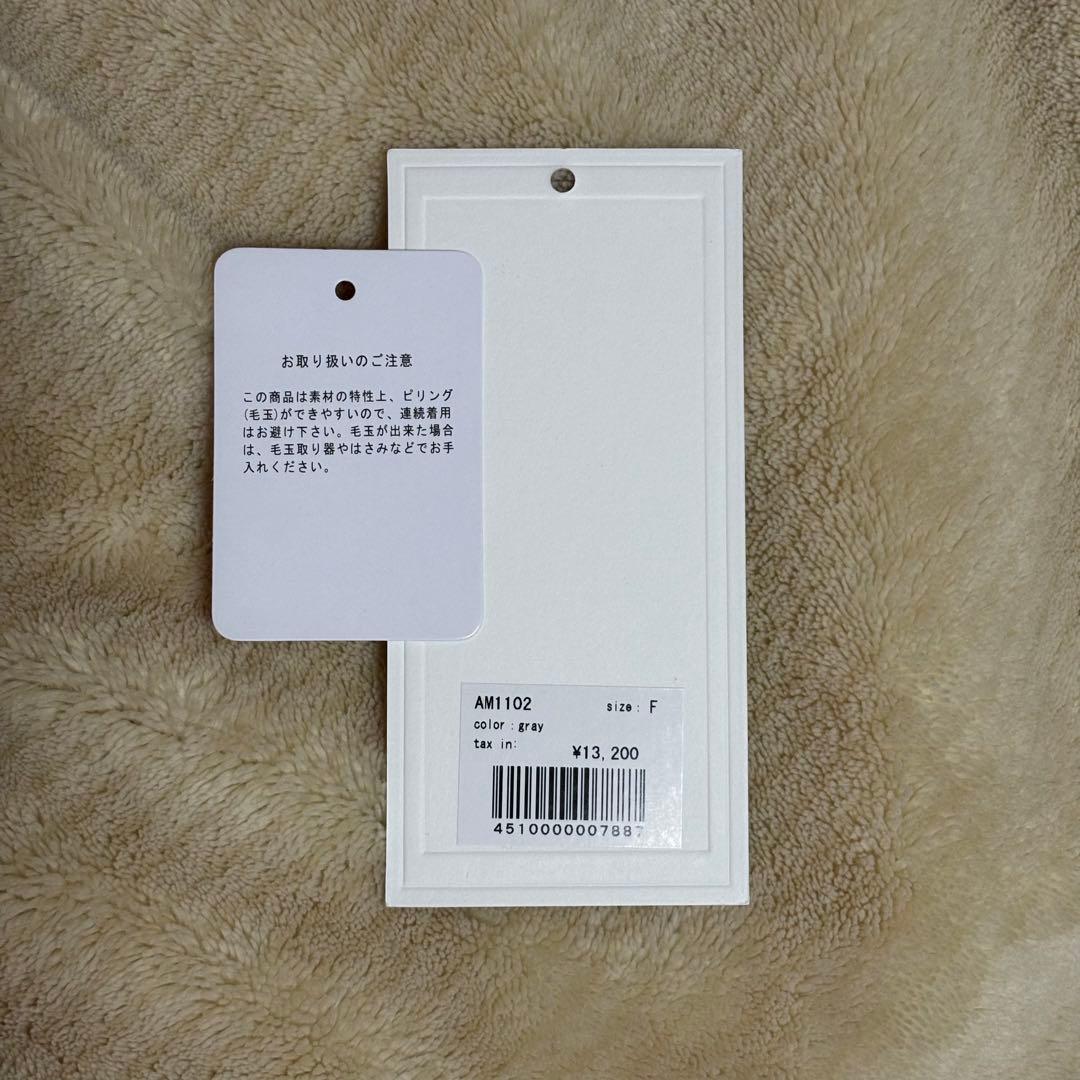 お取り扱いのご注意
この商品は素材の特性上、ピリング
(毛玉)ができやすいので、連続着用
はお避け下さい。毛玉が出来た場合
は、毛玉取り器やはさみなどでお手
入れください。
AM1102 size: F
color:gray
tax in: ¥13,200
4510000007887